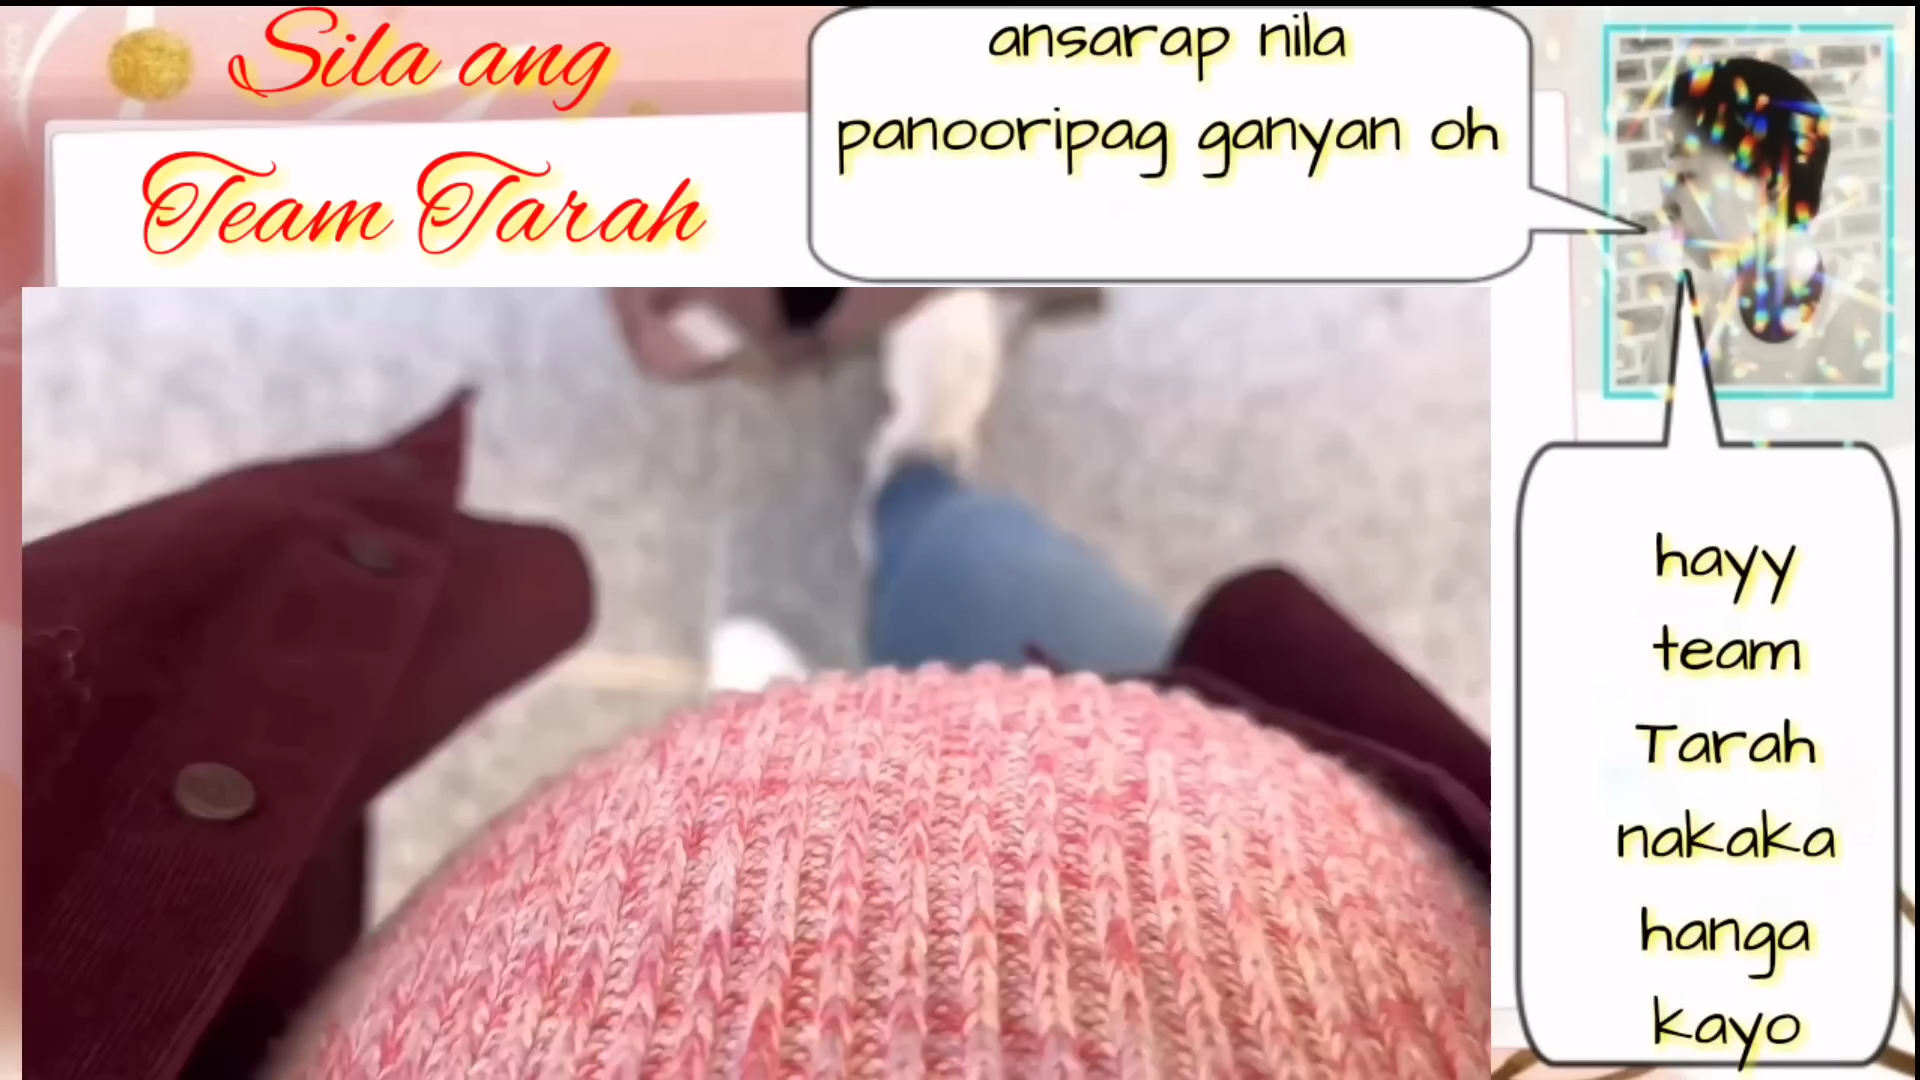 Sila ang
Team Tarah
ansarap nila
panooripag ganyan oh
hayy
team
Tarah
nakaka
hanga
kayo